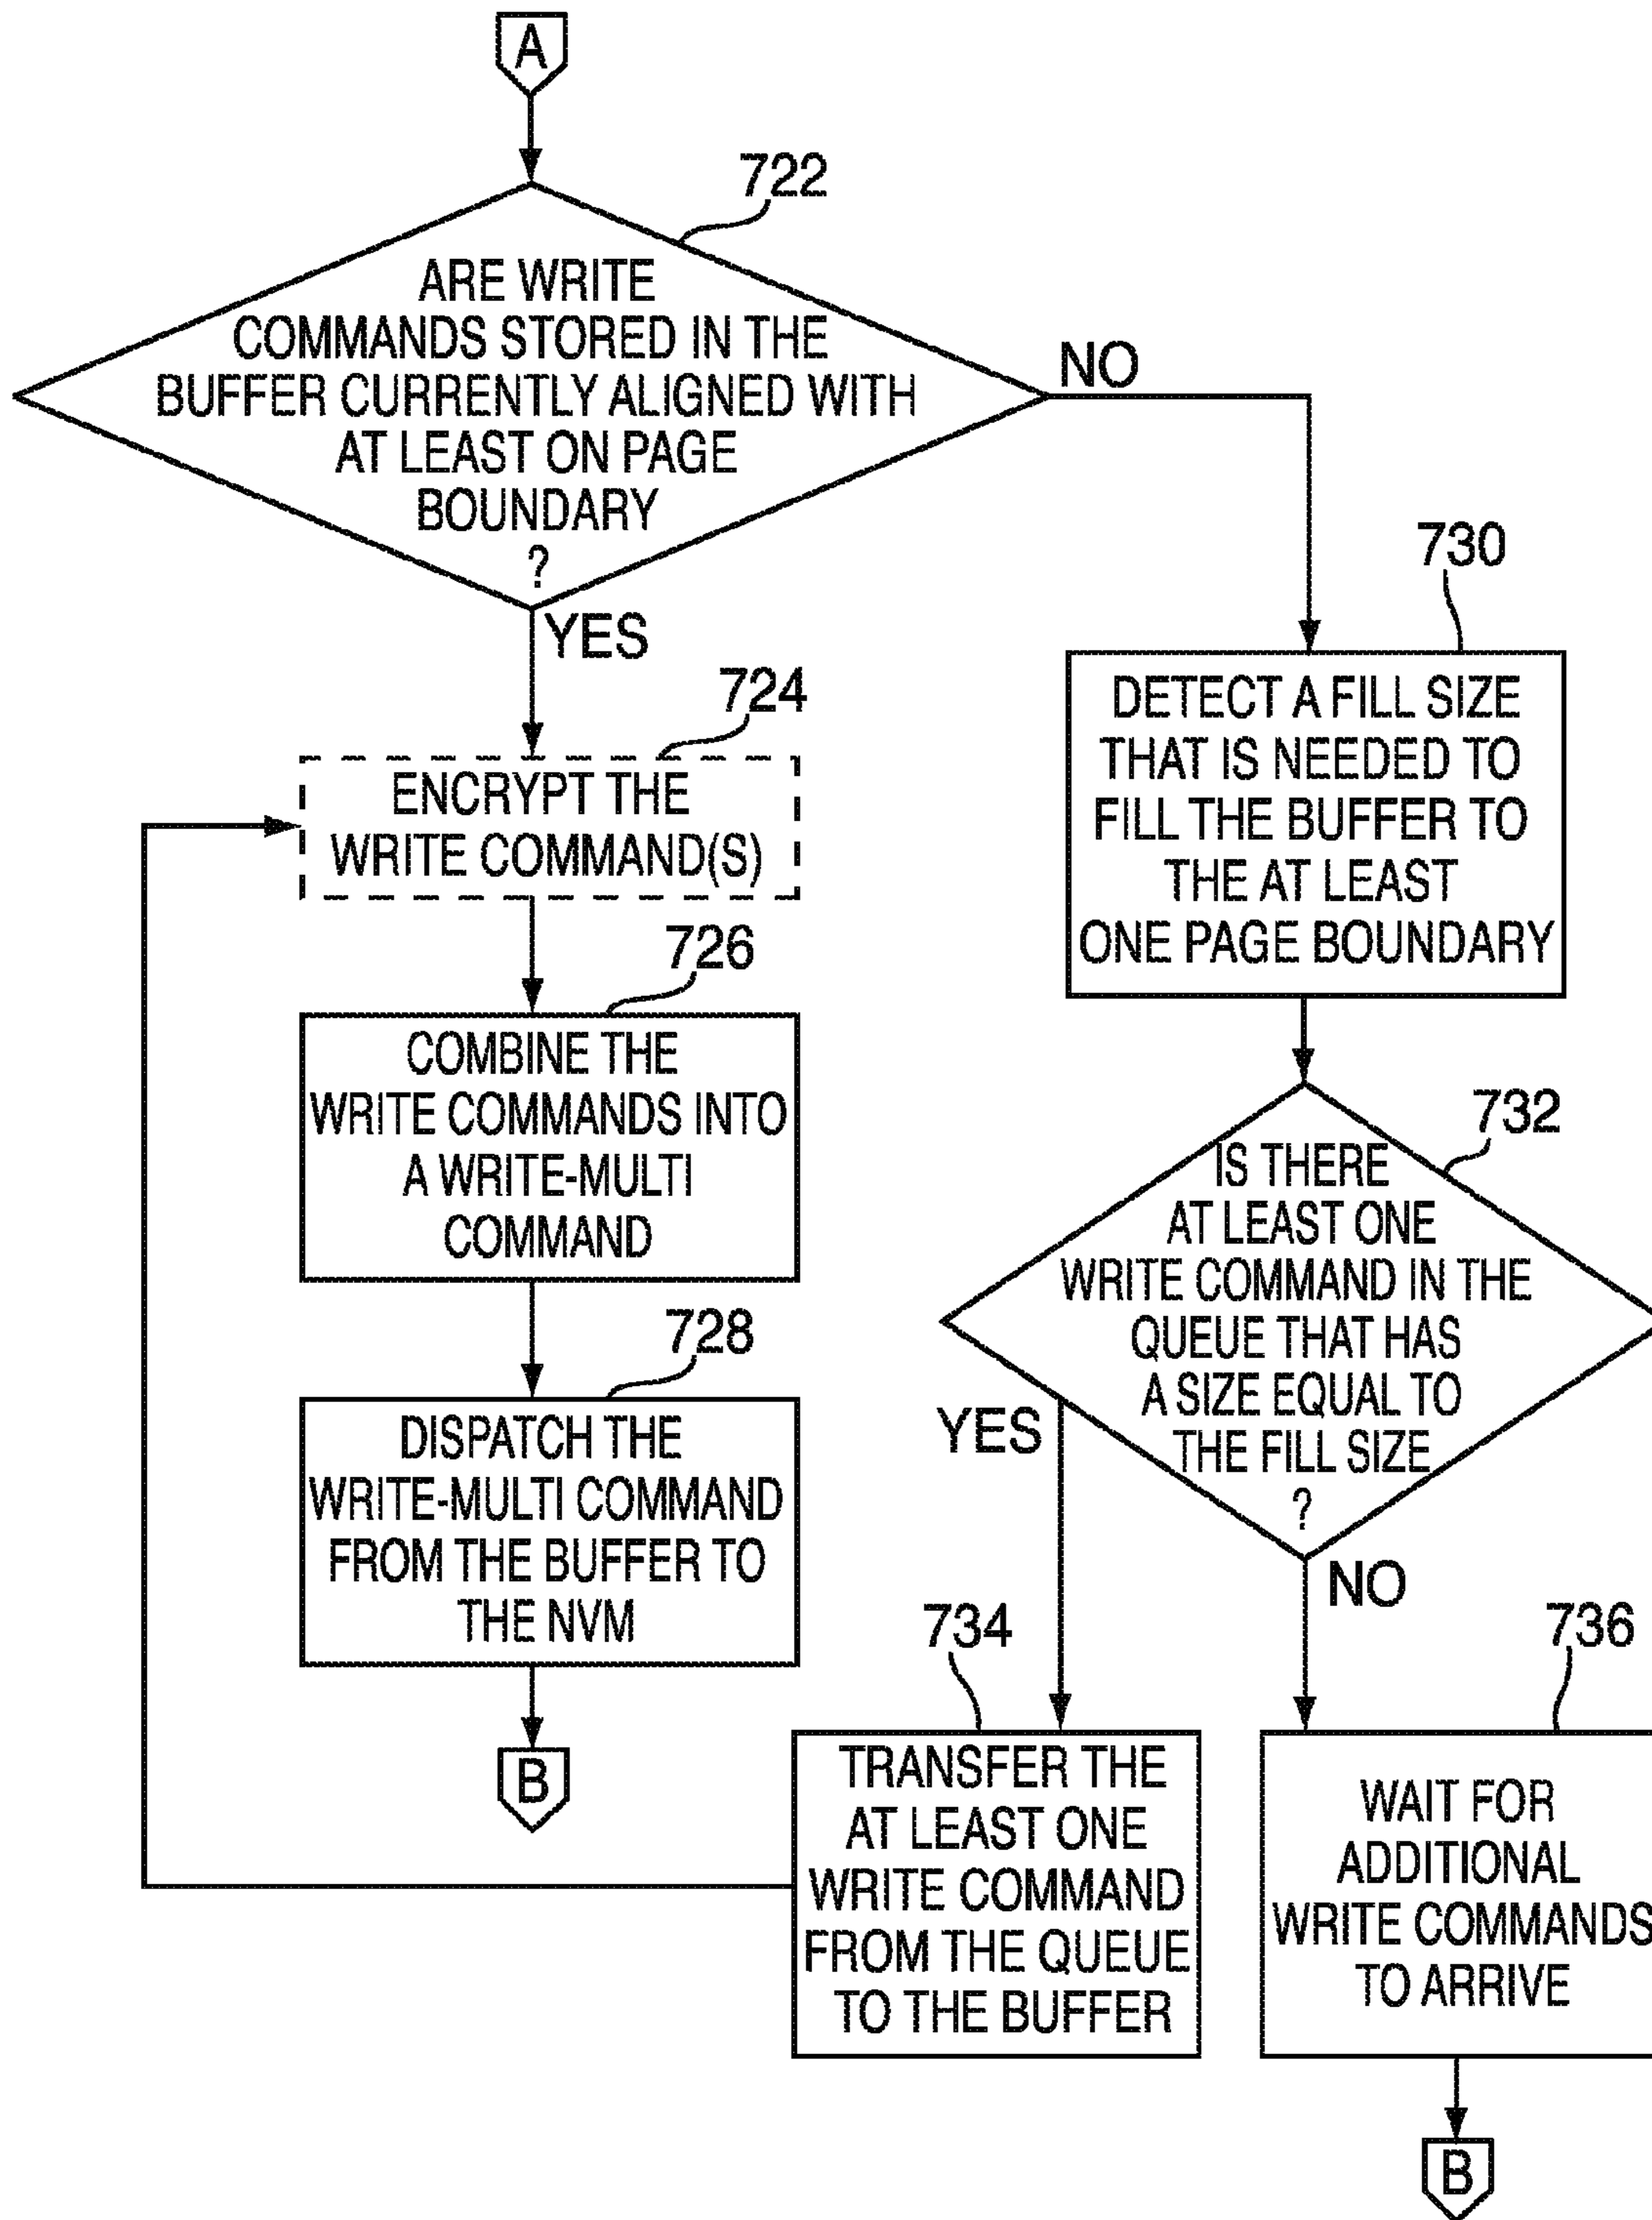 A
722
ARE WRITE
COMMANDS STORED IN THE
BUFFER CURRENTLY ALIGNED WITH
AT LEAST ON PAGE
BOUNDARY
?
NO
YES
724
ENCRYPT THE
WRITE COMMAND(S)
726
COMBINE THE
WRITE COMMANDS INTO
A WRITE-MULTI
COMMAND
728
DISPATCH THE
WRITE-MULTI COMMAND
FROM THE BUFFER TO
THE NVM
B
730
DETECT A FILL SIZE
THAT IS NEEDED TO
FILL THE BUFFER TO
THE AT LEAST
ONE PAGE BOUNDARY
732
IS THERE
AT LEAST ONE
WRITE COMMAND IN THE
QUEUE THAT HAS
A SIZE EQUAL TO
THE FILL SIZE
?
YES
NO
734
TRANSFER THE
AT LEAST ONE
WRITE COMMAND
FROM THE QUEUE
TO THE BUFFER
736
WAIT FOR
ADDITIONAL
WRITE COMMANDS
TO ARRIVE
B